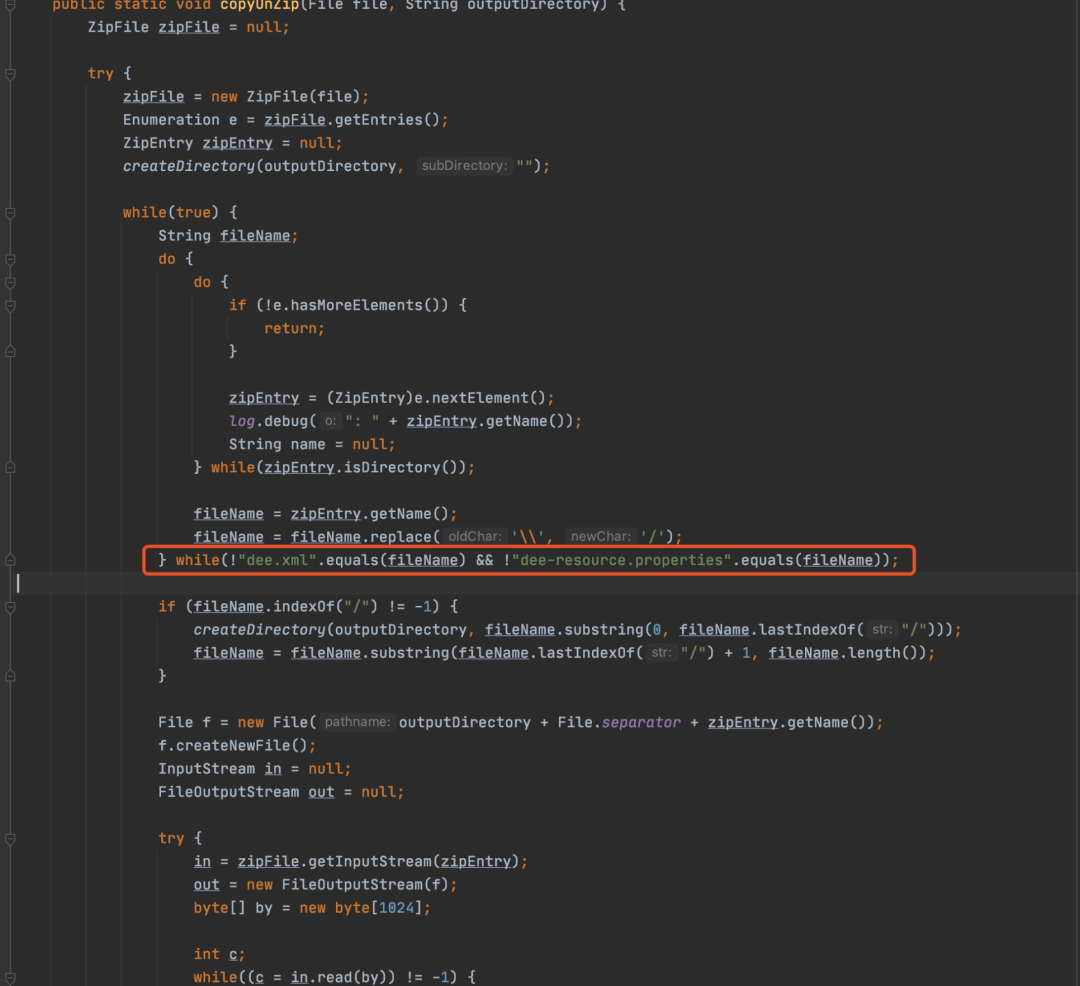 public static void copyUnZip(File file, String outputDirectory) {
ZipFile zipFile = null;
try {
zipFile = new ZipFile(file);
Enumeration e = zipFile.getEntries();
ZipEntry zipEntry = null;
createDirectory(outputDirectory, subDirectory: "");
while(true) {
String fileName;
do {
do {
if (!e.hasMoreElements()) {
return;
}
zipEntry = (ZipEntry)e.nextElement();
log.debug( o: ": " + zipEntry.getName());
String name = null;
} while(zipEntry.isDirectory());
fileName = zipEntry.getName();
fileName = fileName.replace( oldChar: '\\', newChar: '/');
} while(!"dee.xml".equals(fileName) && !"dee-resource.properties".equals(fileName));
if (fileName.indexOf("/") != -1) {
createDirectory(outputDirectory, fileName.substring(0, fileName.lastIndexOf( str: "/")));
fileName = fileName.substring(fileName.lastIndexOf( str: "/") + 1, fileName.length());
}
File f = new File( pathname: outputDirectory + File.separator + zipEntry.getName());
f.createNewFile();
InputStream in = null;
FileOutputStream out = null;
try {
in = zipFile.getInputStream(zipEntry);
out = new FileOutputStream(f);
byte[] by = new byte[1024];
int c;
while((c = in.read(by)) != -1) {